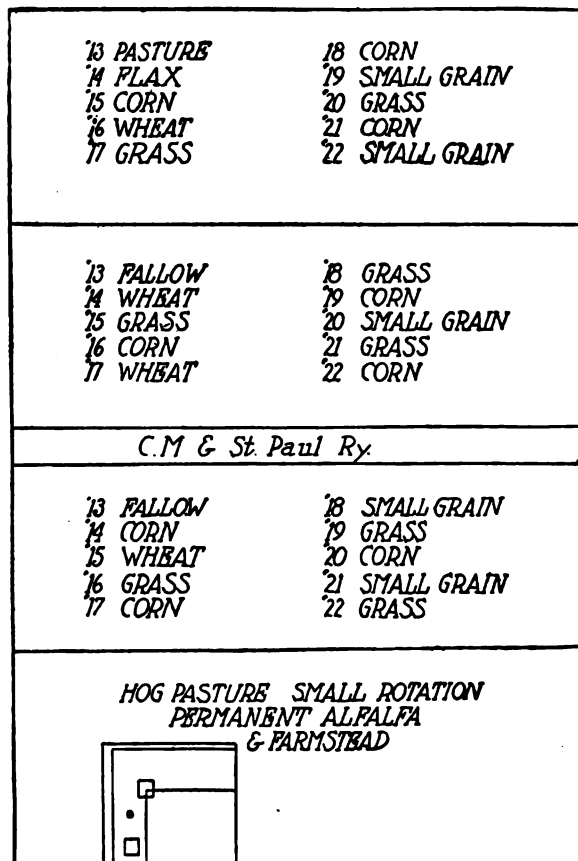 '13 PASTURE
'14 FLAX
'15 CORN
'16 WHEAT
'17 GRASS
'18 CORN
'19 SMALL GRAIN
'20 GRASS
'21 CORN
'22 SMALL GRAIN
'13 FALLOW
'14 WHEAT
'15 GRASS
'16 CORN
'17 WHEAT
'18 GRASS
'19 CORN
'20 SMALL GRAIN
'21 GRASS
'22 CORN
C.M & St. Paul Ry.
'13 FALLOW
'14 CORN
'15 WHEAT
'16 GRASS
'17 CORN
'18 SMALL GRAIN
'19 GRASS
'20 CORN
'21 SMALL GRAIN
'22 GRASS
HOG PASTURE SMALL ROTATION
PERMANENT ALFALFA
& FARMSTEAD